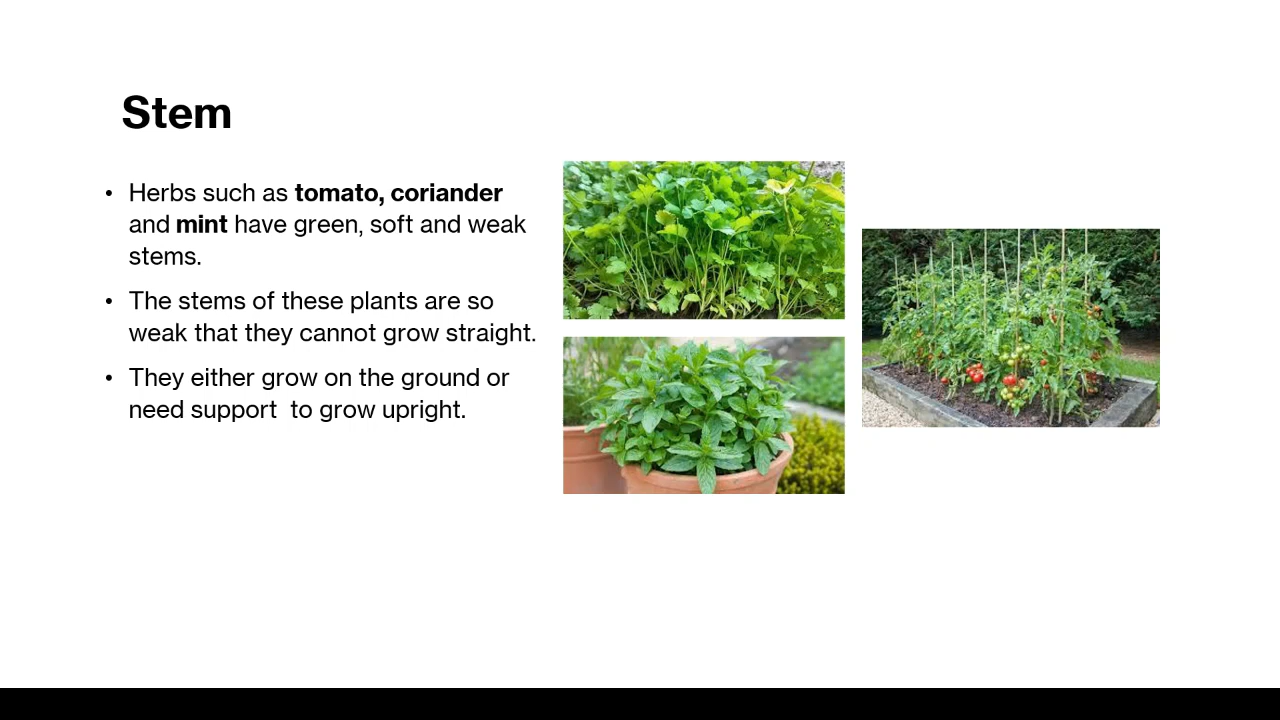 Stem
• Herbs such as tomato, coriander
and mint have green, soft and weak
stems.
• The stems of these plants are so
weak that they cannot grow straight.
• They either grow on the ground or
need support  to grow upright.